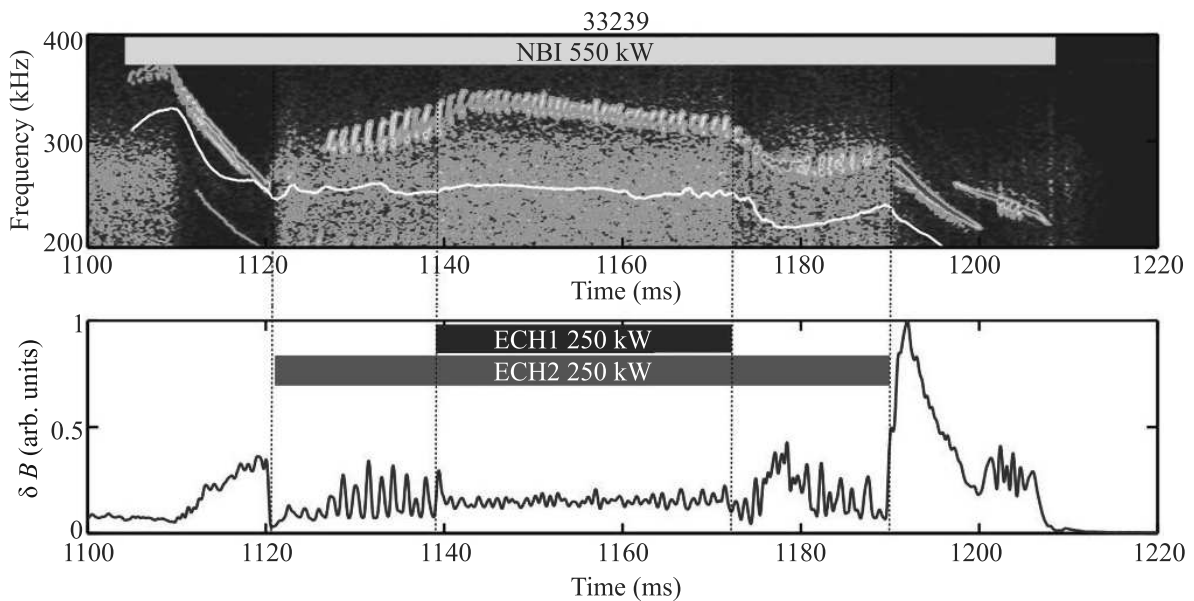 33239
400
NBI 550 kW
300
200
Frequency (kHz)
1100 1120 1140 1160 1180 1200 1220
Time (ms)
1
ECH1 250 kW
ECH2 250 kW
0.5
0
δ B (arb. units)
1100 1120 1140 1160 1180 1200 1220
Time (ms)